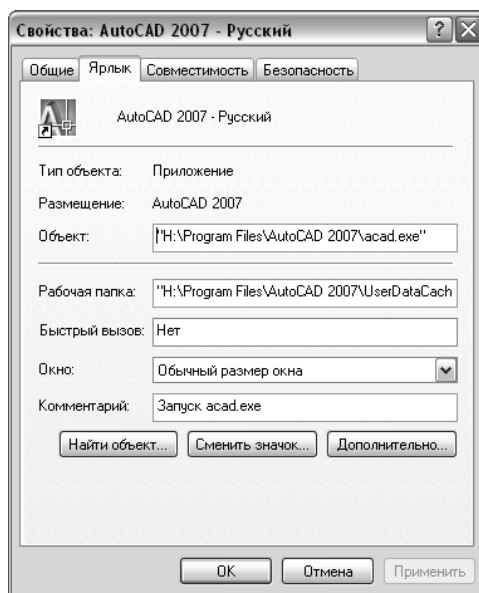 Свойства: AutoCAD 2007 - Русский
Общие Ярлык Совместимость Безопасность
AutoCAD 2007 - Русский
Тип объекта: Приложение
Размещение: AutoCAD 2007
Объект: "H:\Program Files\AutoCAD 2007\acad.exe"
Рабочая папка: "H:\Program Files\AutoCAD 2007\UserDataCach
Быстрый вызов: Нет
Окно: Обычный размер окна
Комментарий: Запуск acad.exe
Найти объект... Сменить значок... Дополнительно...
OK Отмена Применить